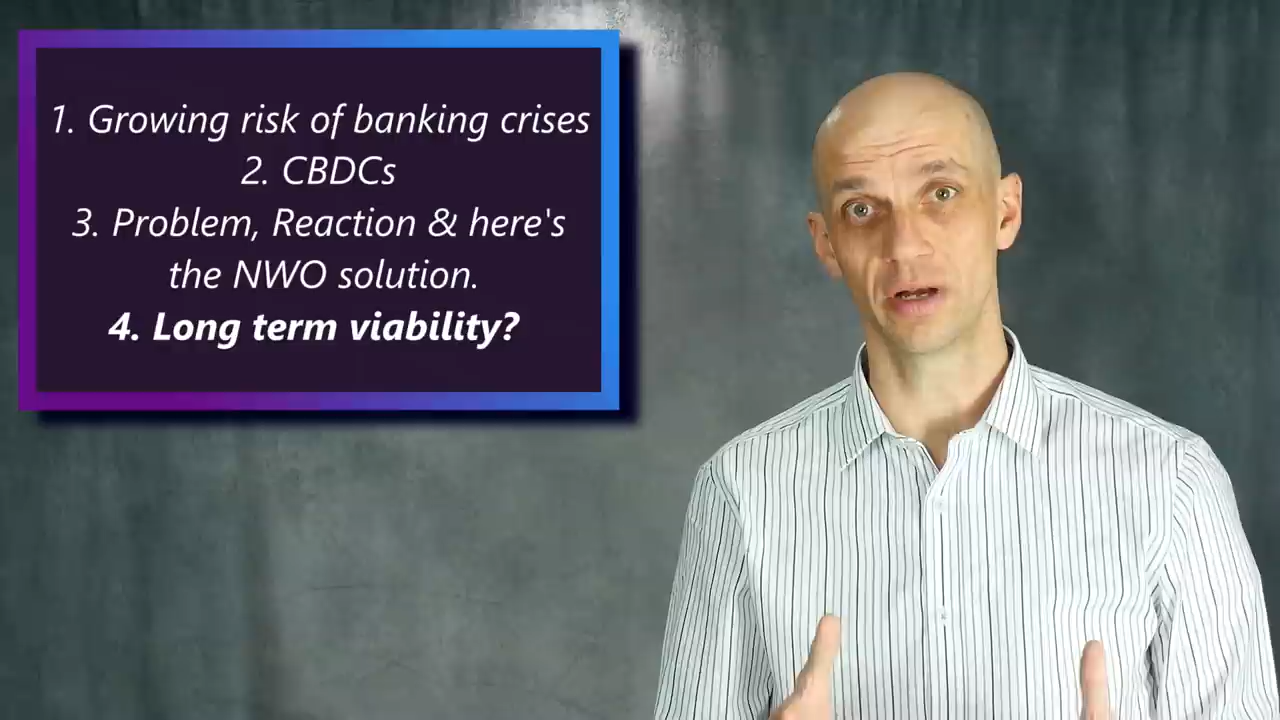 1. Growing risk of banking crises
2. CBDCs
3. Problem, Reaction & here's
the NWO solution.
4. Long term viability?